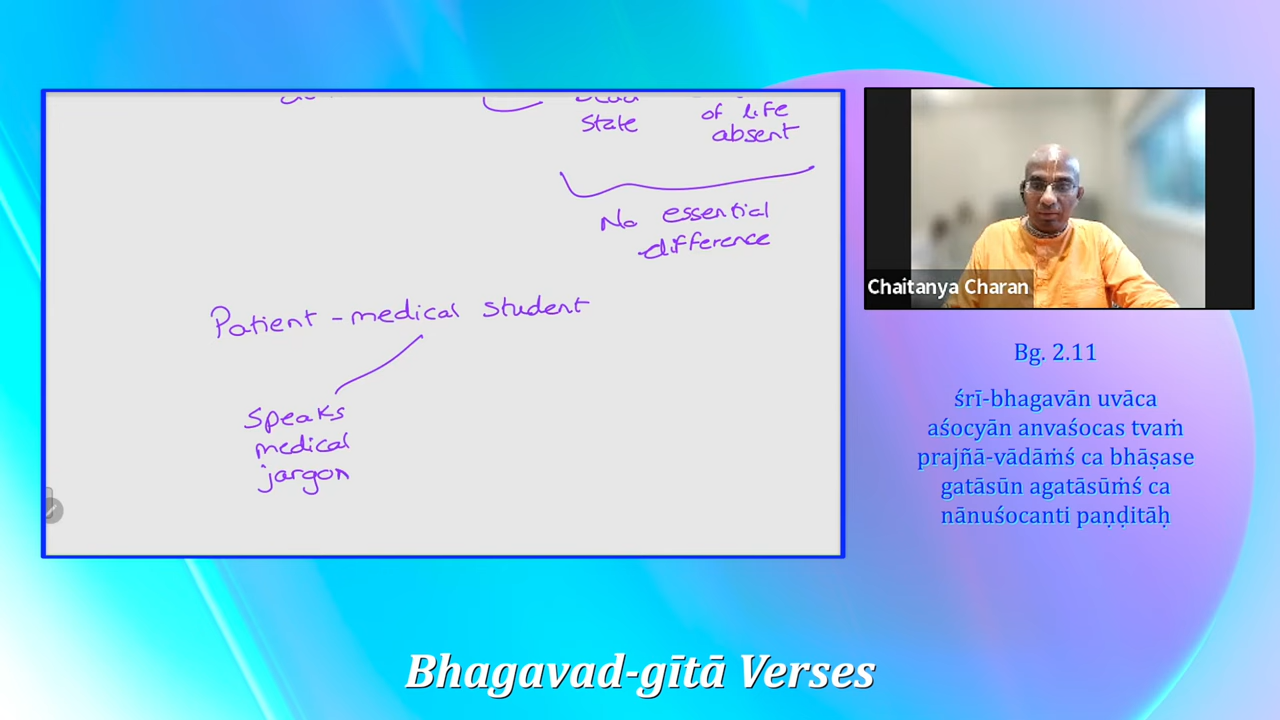 State
of life
absent
No essential
difference
Patient - medical student
Speaks
medical
jargon
Chaitanya Charan
Bg. 2.11
śrī-bhagavān uvāca
aśocyān anvaśocas tvaṁ
prajñā-vādāṁś ca bhāṣase
gatāsūn agatāsūṁś ca
nānuśocanti paṇḍitāḥ
Bhagavad-gītā Verses